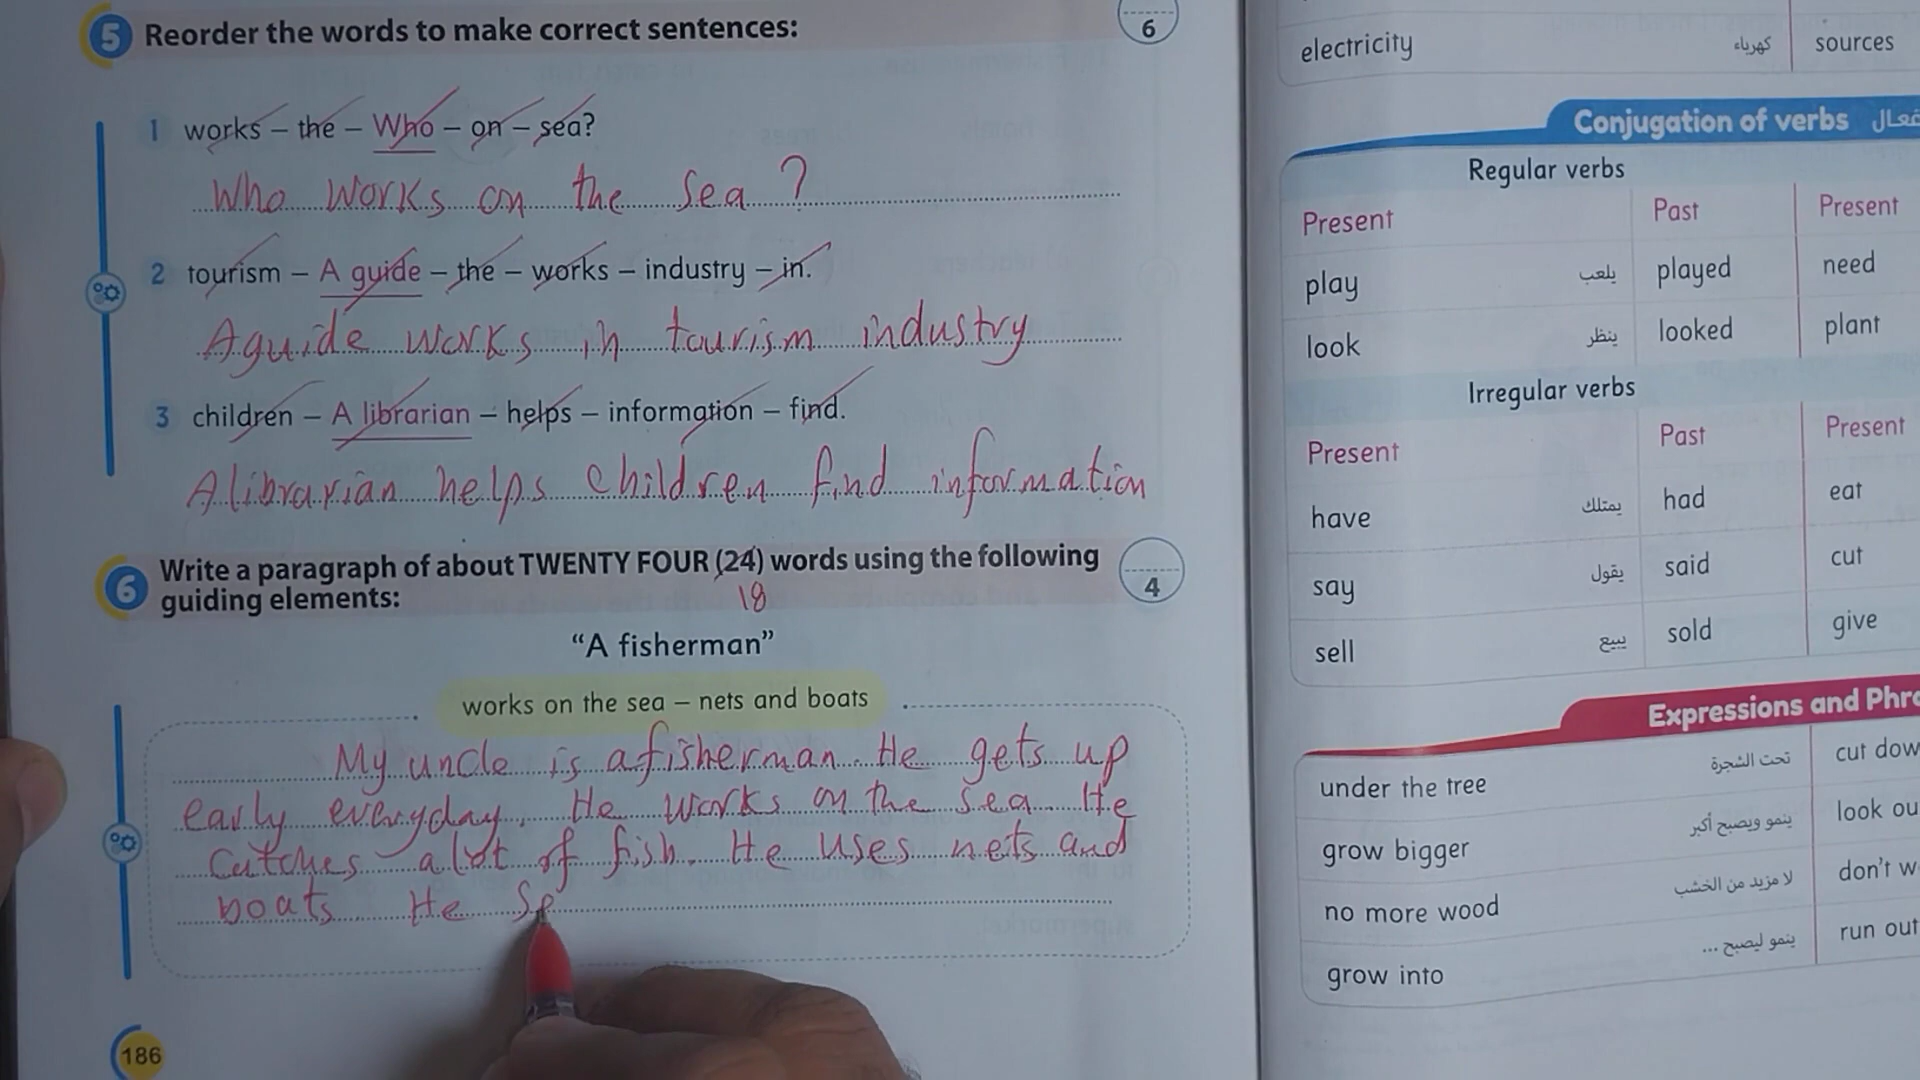 5 Reorder the words to make correct sentences:
6
1 works – the – Who – on – sea?
Who works on the sea ?
2 tourism – A guide – the – works – industry – in.
A guide works in tourism industry
3 children – A librarian – helps – information – find.
A librarian helps children find information
6 Write a paragraph of about TWENTY FOUR (24) words using the following
guiding elements:
18
4
“A fisherman”
works on the sea – nets and boats
My uncle is a fisherman. He gets up
early everyday. He works on the sea. He
catches a lot of fish. He uses nets and
boats He se
186
electricity كهرباء sources
Conjugation of verbs
Regular verbs
Present Past Present
play يلعب played need
look ينظر looked plant
Irregular verbs
Present Past Present
have يمتلك had eat
say يقول said cut
sell يبيع sold give
Expressions and Phr
under the tree تحت الشجرة cut dow
grow bigger ينمو ويصبح أكبر look ou
no more wood لا مزيد من الخشب don't w
grow into ينمو ليصبح ... run out